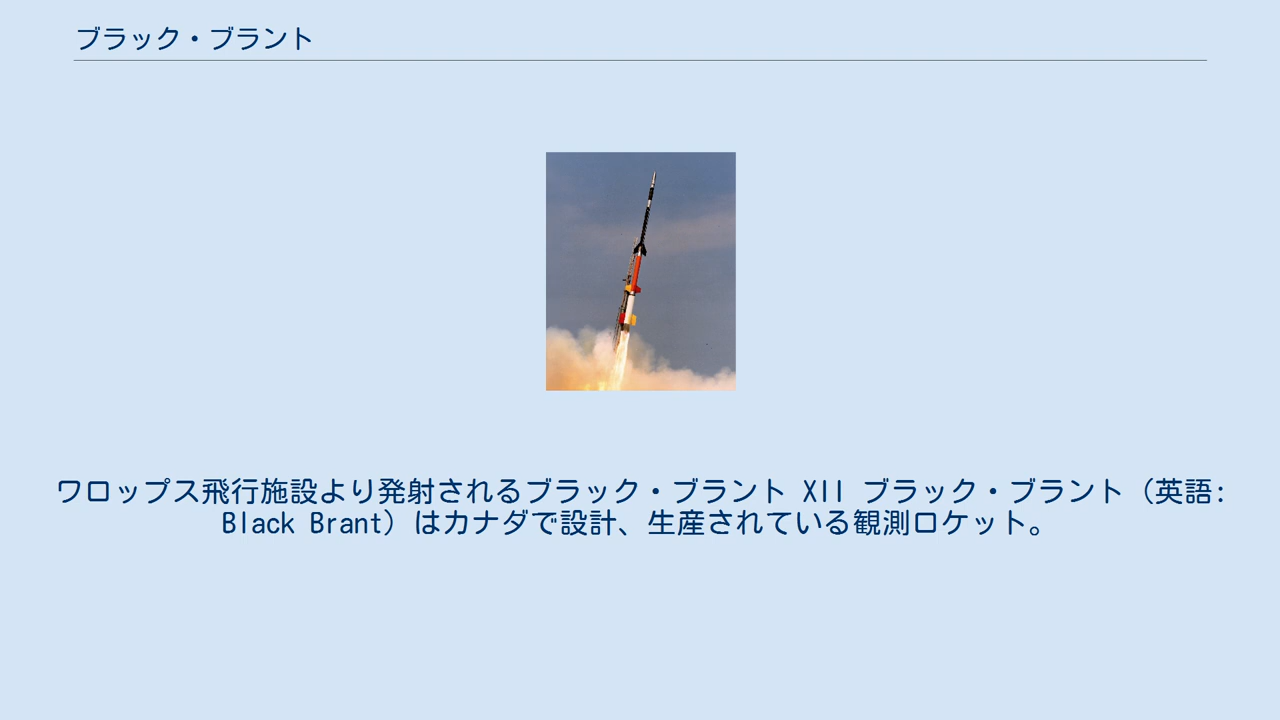 ブラック・ブラント
ワロップス飛行施設より発射されるブラック・ブラント XII ブラック・ブラント（英語:
Black Brant）はカナダで設計、生産されている観測ロケット。